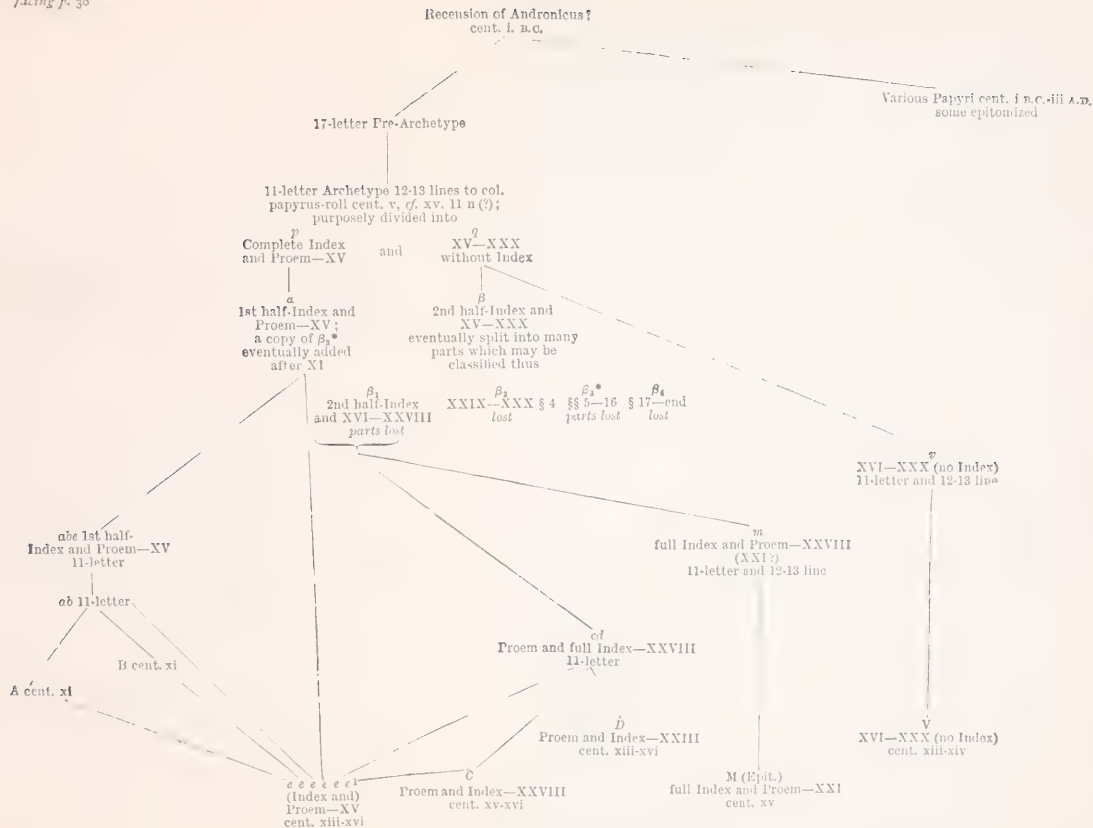 facing p. 38
Recension of Andronicus?
cent. i. B.C.
Various Papyri cent. i B.C.-iii A.D.
some epitomized
17-letter Pre-Archetype
11-letter Archetype 12-13 lines to col.
papyrus-roll cent. v, cf. xv. 11 n (?);
purposely divided into
p
Complete Index
and Proem—XV
and
q
XV—XXX
without Index
a
1st half-Index and
Proem—XV;
a copy of β₃*
eventually added
after XI
β
2nd half-Index and
XV—XXX
eventually split into many
parts which may be
classified thus
β₁
2nd half-Index
and XVI—XXVIII
parts lost
β₂
XXIX—XXX § 4
lost
β₃*
§§ 5—16
parts lost
β₄
§ 17—end
lost
v
XVI—XXX (no Index)
11-letter and 12-13 line
abe 1st half-
Index and Proem—XV
11-letter
m
full Index and Proem—XXVIII
(XXI?)
11-letter and 12-13 line
ab 11-letter
cd
Proem and full Index—XXVIII
11-letter
B cent. xi
A cent. xi
D
Proem and Index—XXIII
cent. xiii-xvi
V
XVI—XXX (no Index)
cent. xiii-xiv
e e e e e e¹
(Index and)
Proem—XV
cent. xiii-xvi
C
Proem and Index—XXVIII
cent. xv-xvi
M (Epit.)
full Index and Proem—XXI
cent. xv